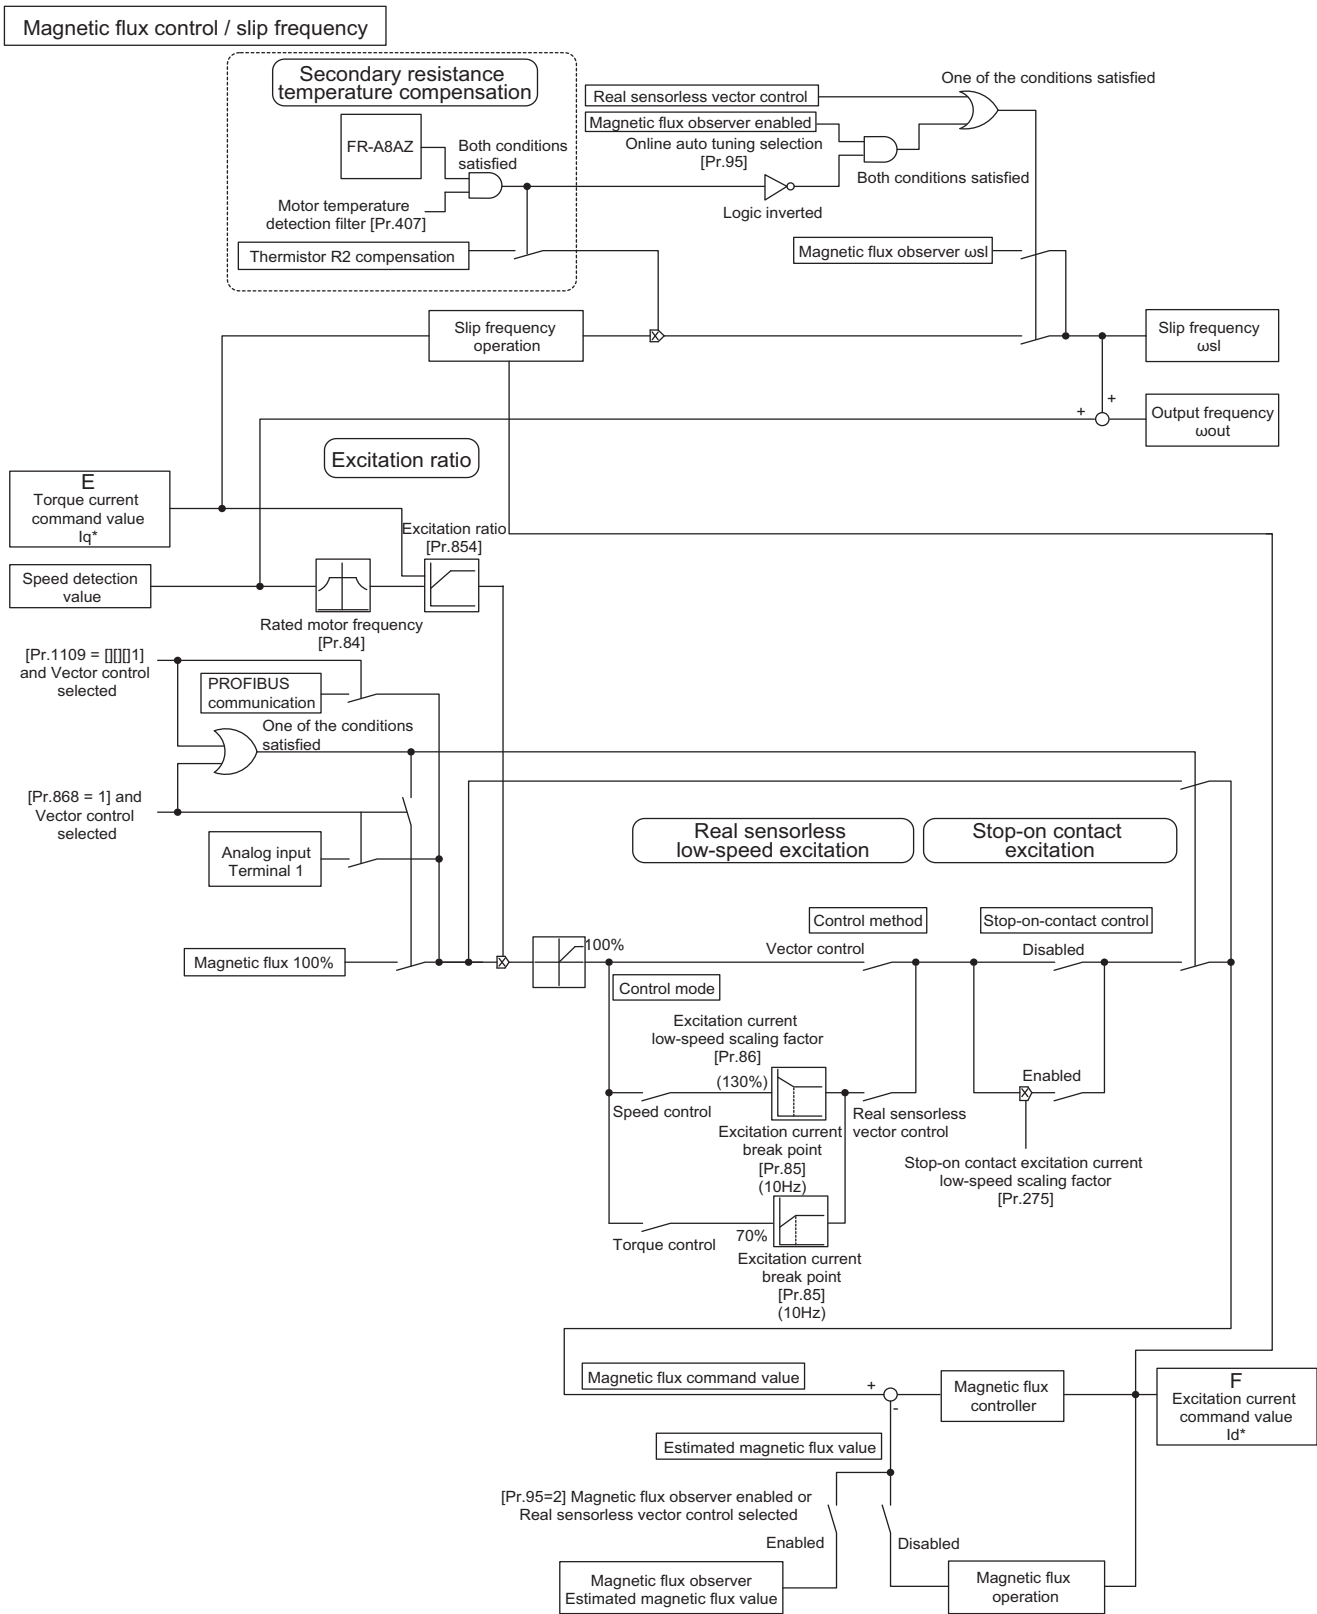 Magnetic flux control / slip frequency
Secondary resistance
temperature compensation
FR-A8AZ
Both conditions
satisfied
Motor temperature
detection filter [Pr.407]
Thermistor R2 compensation
One of the conditions satisfied
Real sensorless vector control
Magnetic flux observer enabled
Online auto tuning selection
[Pr.95]
Both conditions satisfied
Logic inverted
Magnetic flux observer ωsl
Slip frequency
operation
X
Slip frequency
ωsl
+
+
Output frequency
ωout
Excitation ratio
E
Torque current
command value
Iq*
Excitation ratio
[Pr.854]
Speed detection
value
Rated motor frequency
[Pr.84]
[Pr.1109 = [][][]1]
and Vector control
selected
PROFIBUS
communication
One of the conditions
satisfied
[Pr.868 = 1] and
Vector control
selected
Analog input
Terminal 1
Real sensorless
low-speed excitation
Stop-on contact
excitation
Control method
Stop-on-contact control
Magnetic flux 100%
X
100%
Vector control
Disabled
Control mode
Excitation current
low-speed scaling factor
[Pr.86]
(130%)
Speed control
Excitation current
break point
[Pr.85]
(10Hz)
Real sensorless
vector control
Enabled
X
Stop-on contact excitation current
low-speed scaling factor
[Pr.275]
70%
Torque control
Excitation current
break point
[Pr.85]
(10Hz)
Magnetic flux command value
+
-
Magnetic flux
controller
F
Excitation current
command value
Id*
Estimated magnetic flux value
[Pr.95=2] Magnetic flux observer enabled or
Real sensorless vector control selected
Enabled
Disabled
Magnetic flux observer
Estimated magnetic flux value
Magnetic flux
operation